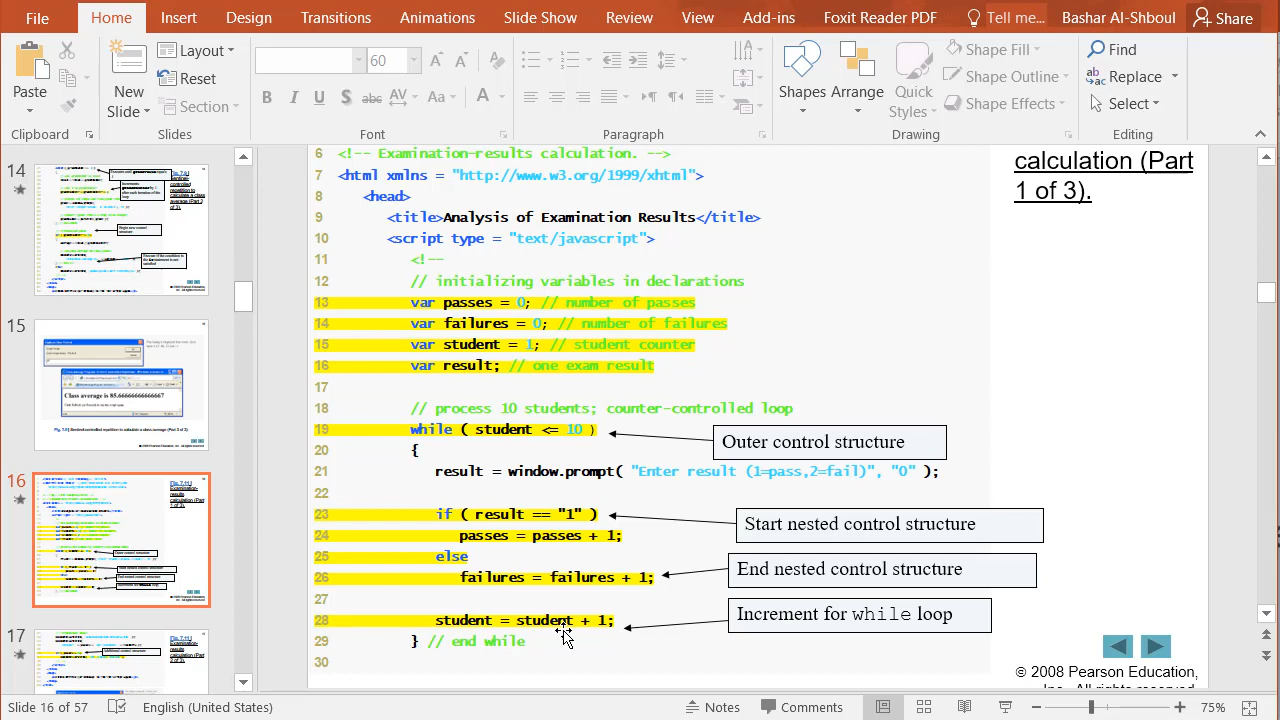 File Home Insert Design Transitions Animations Slide Show Review View Add-ins Foxit Reader PDF Tell me... Bashar Al-Shboul Share
Paste
New Slide
Layout
Reset
Section
60
B I S abc AV Aa A
Shapes
Arrange
Quick Styles
Shape Fill
Shape Outline
Shape Effects
Find
Replace
Select
Clipboard Slides Font Paragraph Drawing Editing
14
15
Class average is 85.66666666666667
16
17
6 <!-- Examination-results calculation. -->
7 <html xmlns = "http://www.w3.org/1999/xhtml">
8 <head>
9 <title>Analysis of Examination Results</title>
10 <script type = "text/javascript">
11 <!--
12 // initializing variables in declarations
13 var passes = 0; // number of passes
14 var failures = 0; // number of failures
15 var student = 1; // student counter
16 var result; // one exam result
17
18 // process 10 students; counter-controlled loop
19 while ( student <= 10 )
20 {
21 result = window.prompt( "Enter result (1=pass,2=fail)", "0" );
23 if ( result == "1" )
24 passes = passes + 1;
25 else
26 failures = failures + 1;
27
28 student = student + 1;
29 } // end while
30
calculation (Part
1 of 3).
Outer control structure
Start nested control structure
End nested control structure
Increment for while loop
© 2008 Pearson Education,
Inc. All rights reserved
Slide 16 of 57 English (United States) Notes Comments 75%